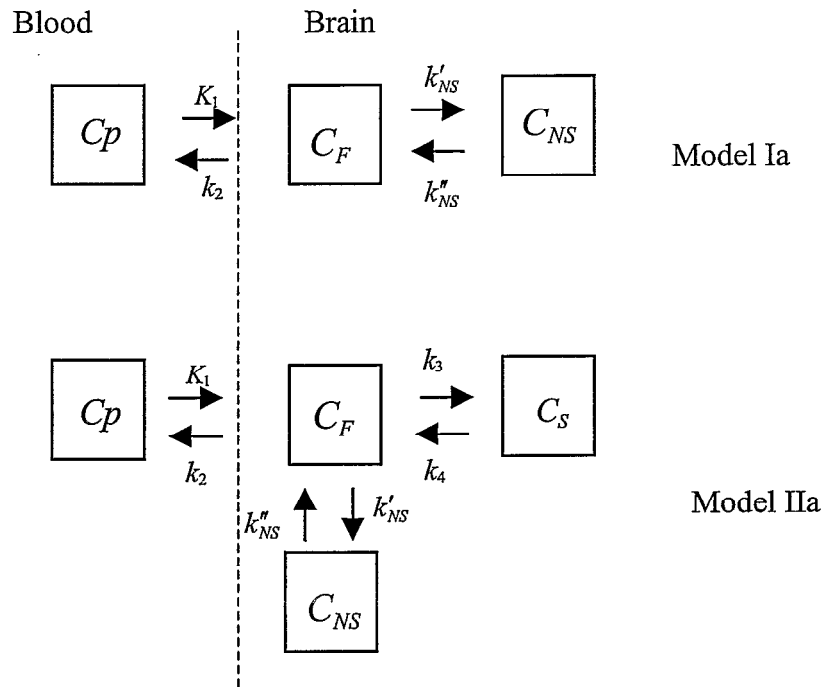 Blood Brain
K₁ k′NS
Cp CF CNS
k₂ k″NS
Model Ia
K₁ k₃
Cp CF CS
k₂ k₄
Model IIa
k″NS k′NS
CNS